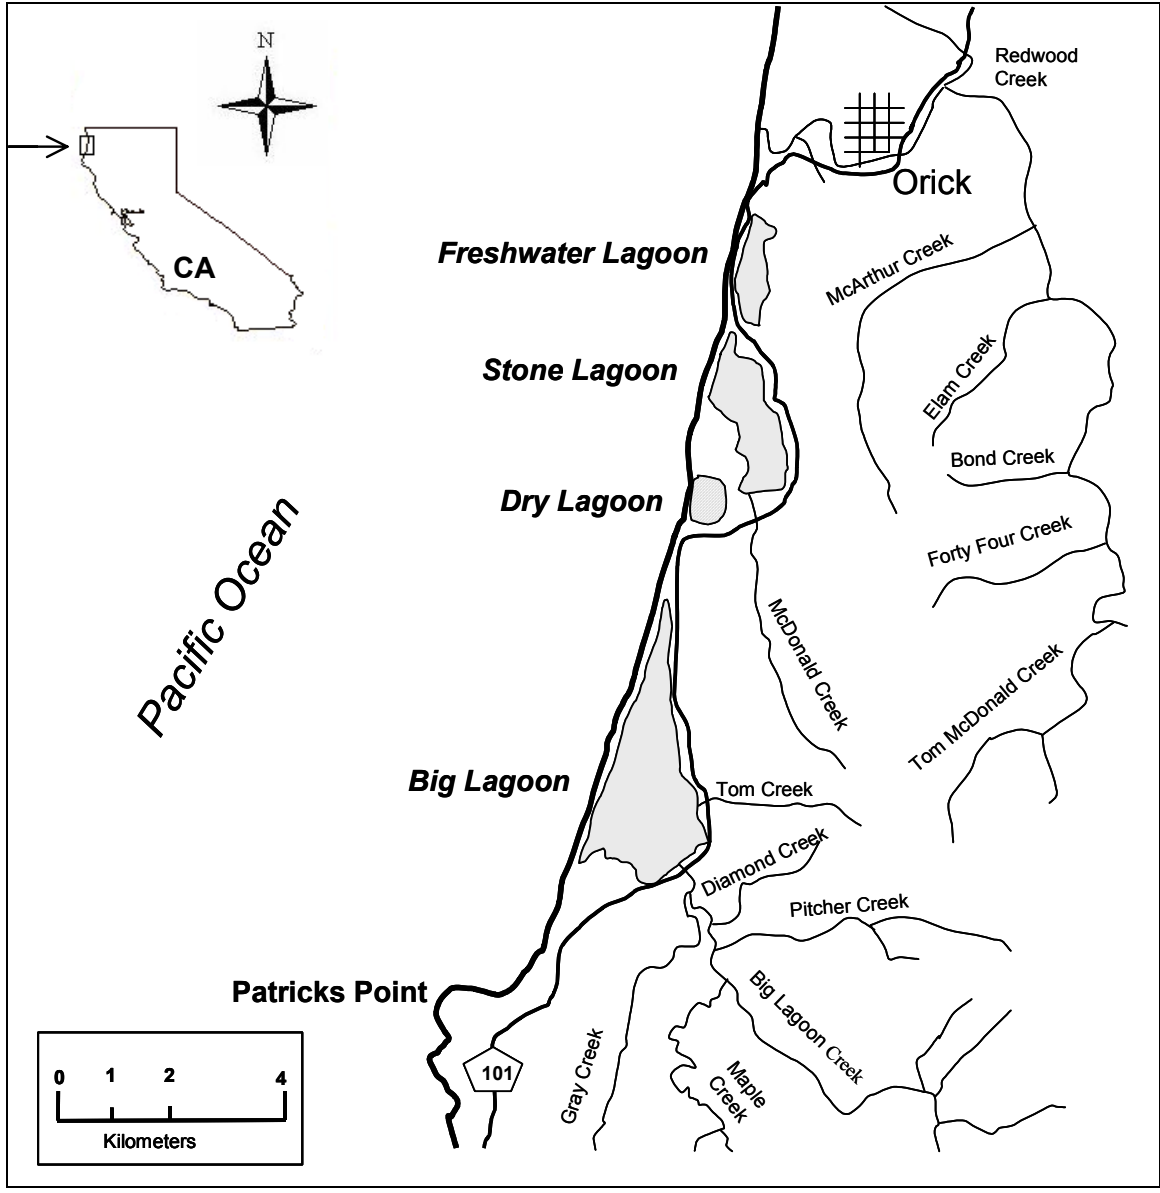 N
Redwood
Creek
Orick
CA
Freshwater Lagoon
McArthur Creek
Stone Lagoon
Elam Creek
Bond Creek
Dry Lagoon
Forty Four Creek
Pacific Ocean
McDonald Creek
Tom McDonald Creek
Big Lagoon
Tom Creek
Diamond Creek
Pitcher Creek
Patricks Point
Big Lagoon Creek
101
Gray Creek
Maple
Creek
0 1 2 4
Kilometers